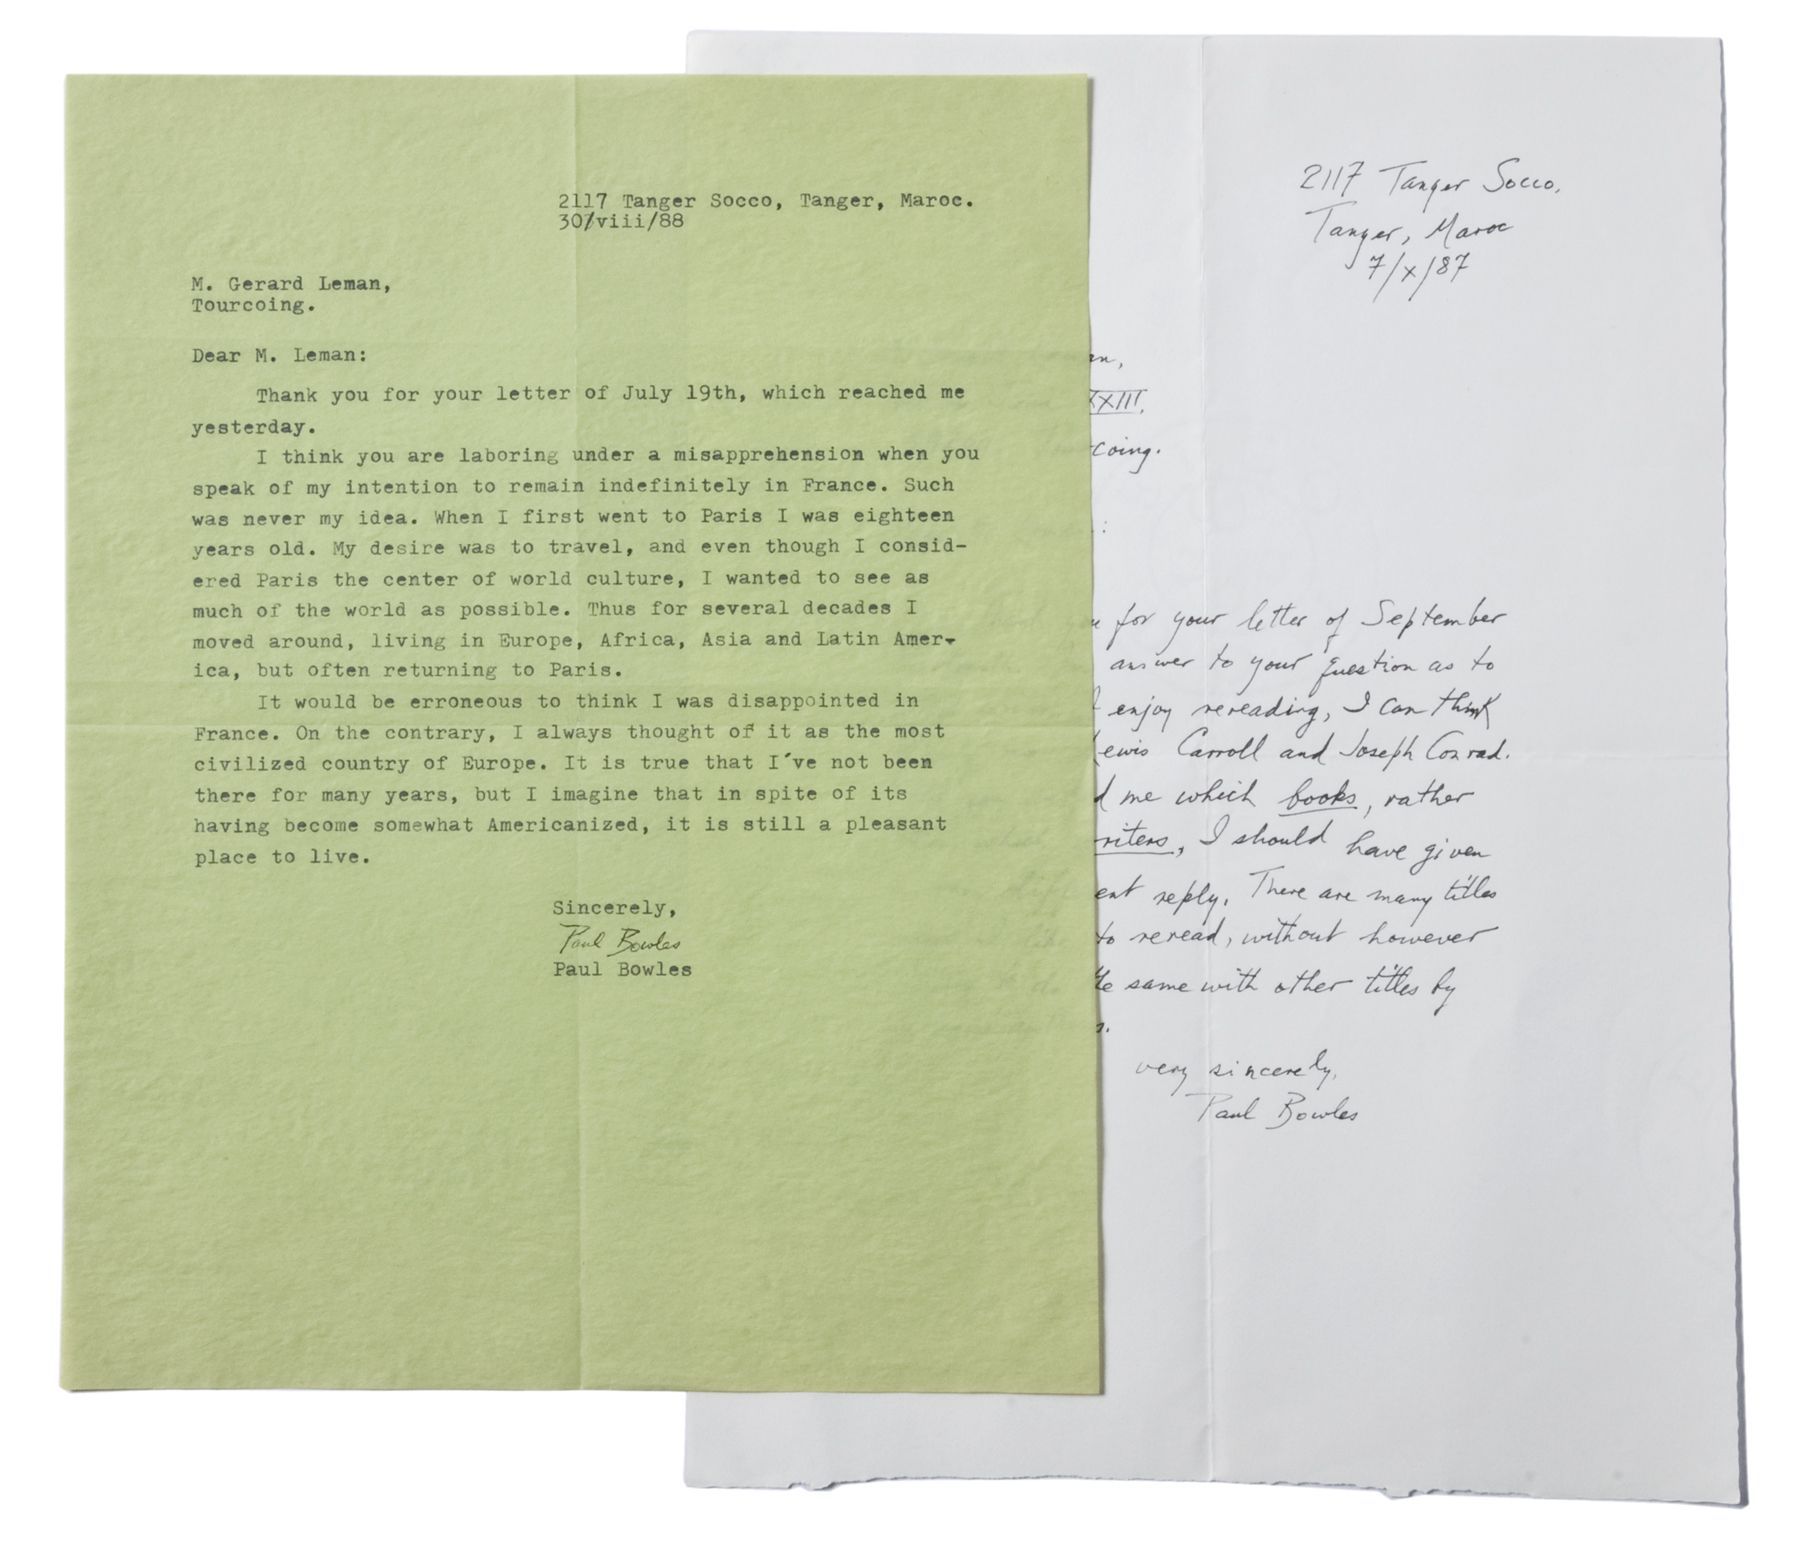 2117 Tanger Socco, Tanger, Maroc.
30/viii/88
M. Gerard Leman,
Tourcoing.
Dear M. Leman:
Thank you for your letter of July 19th, which reached me
yesterday.
I think you are laboring under a misapprehension when you
speak of my intention to remain indefinitely in France. Such
was never my idea. When I first went to Paris I was eighteen
years old. My desire was to travel, and even though I consid-
ered Paris the center of world culture, I wanted to see as
much of the world as possible. Thus for several decades I
moved around, living in Europe, Africa, Asia and Latin Amer-
ica, but often returning to Paris.
It would be erroneous to think I was disappointed in
France. On the contrary, I always thought of it as the most
civilized country of Europe. It is true that I've not been
there for many years, but I imagine that in spite of its
having become somewhat Americanized, it is still a pleasant
place to live.
Sincerely,
Paul Bowles
Paul Bowles
2117 Tanger Socco,
Tanger, Maroc
7/x/87
an,
XXIII,
coing.
:
for your letter of September
answer to your question as to
I enjoy rereading, I can think
ewis Carroll and Joseph Conrad.
d me which books, rather
riters, I should have given
ent reply. There are many titles
to reread, without however
same with other titles by
s.
very sincerely,
Paul Bowles